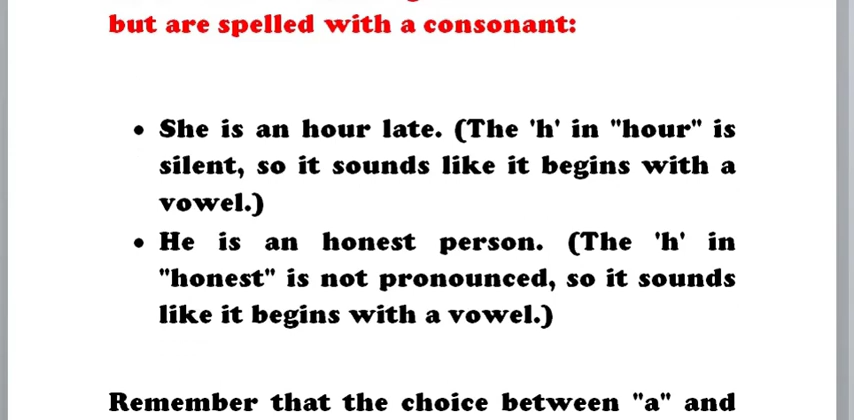 but are spelled with a consonant:
• She is an hour late. (The 'h' in "hour" is
silent, so it sounds like it begins with a
vowel.)
• He is an honest person. (The 'h' in
"honest" is not pronounced, so it sounds
like it begins with a vowel.)
Remember that the choice between "a" and